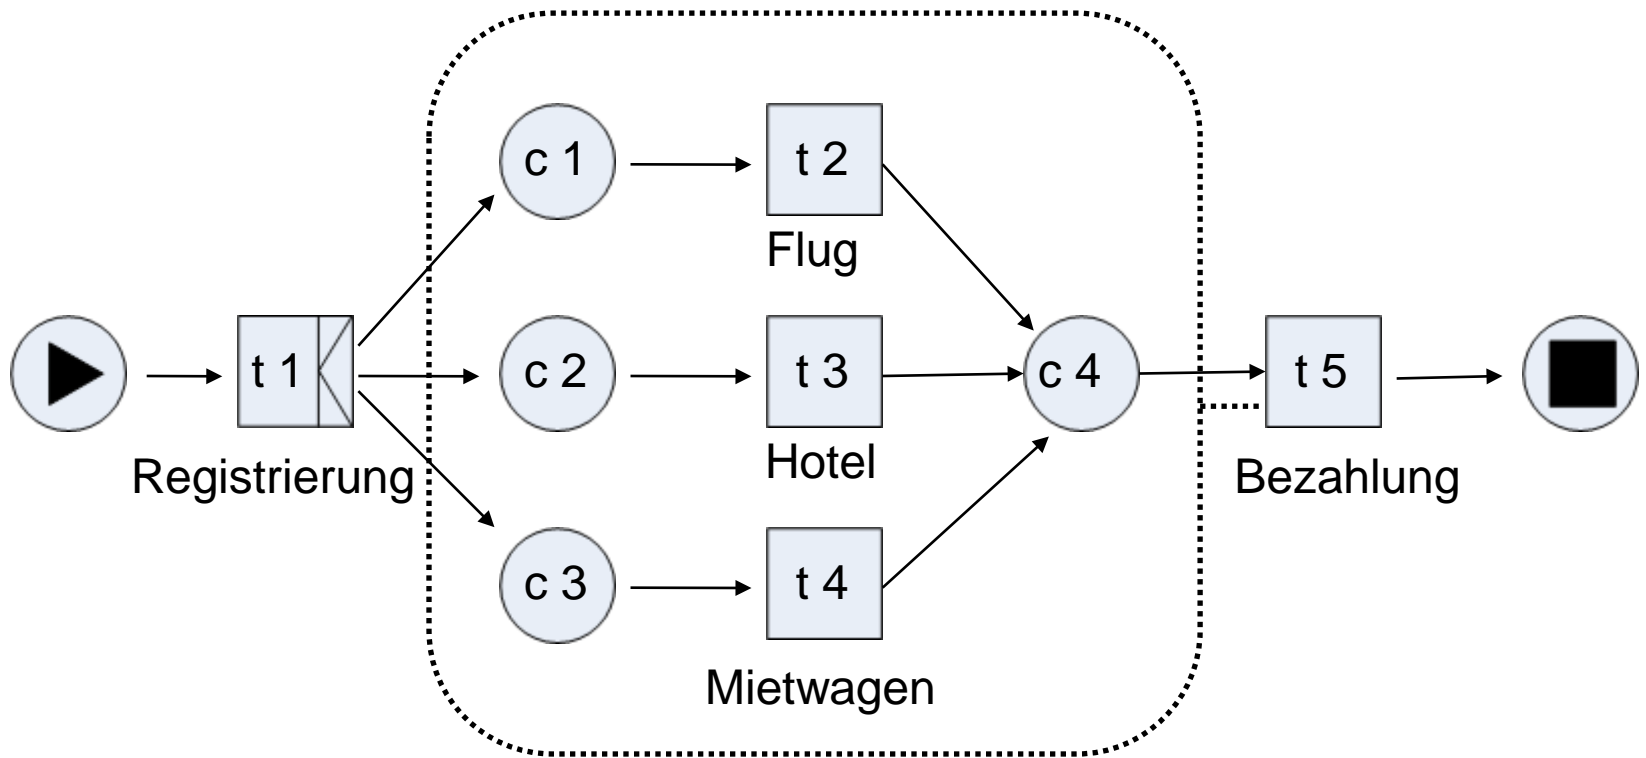 c 1
t 2
Flug
t 1
c 2
t 3
c 4
t 5
Registrierung
Hotel
Bezahlung
c 3
t 4
Mietwagen